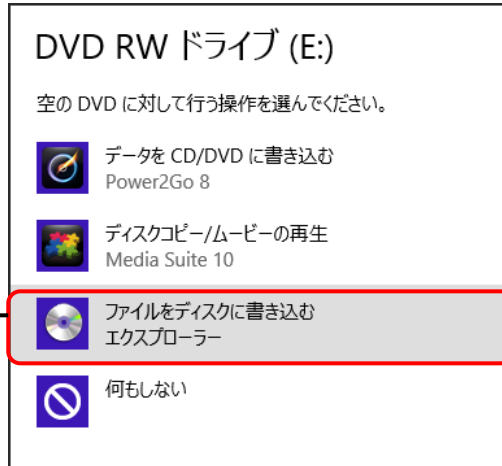 DVD RW ドライブ (E:)
空の DVD に対して行う操作を選んでください。
データを CD/DVD に書き込む
Power2Go 8
ディスクコピー/ムービーの再生
Media Suite 10
ファイルをディスクに書き込む
エクスプローラー
何もしない